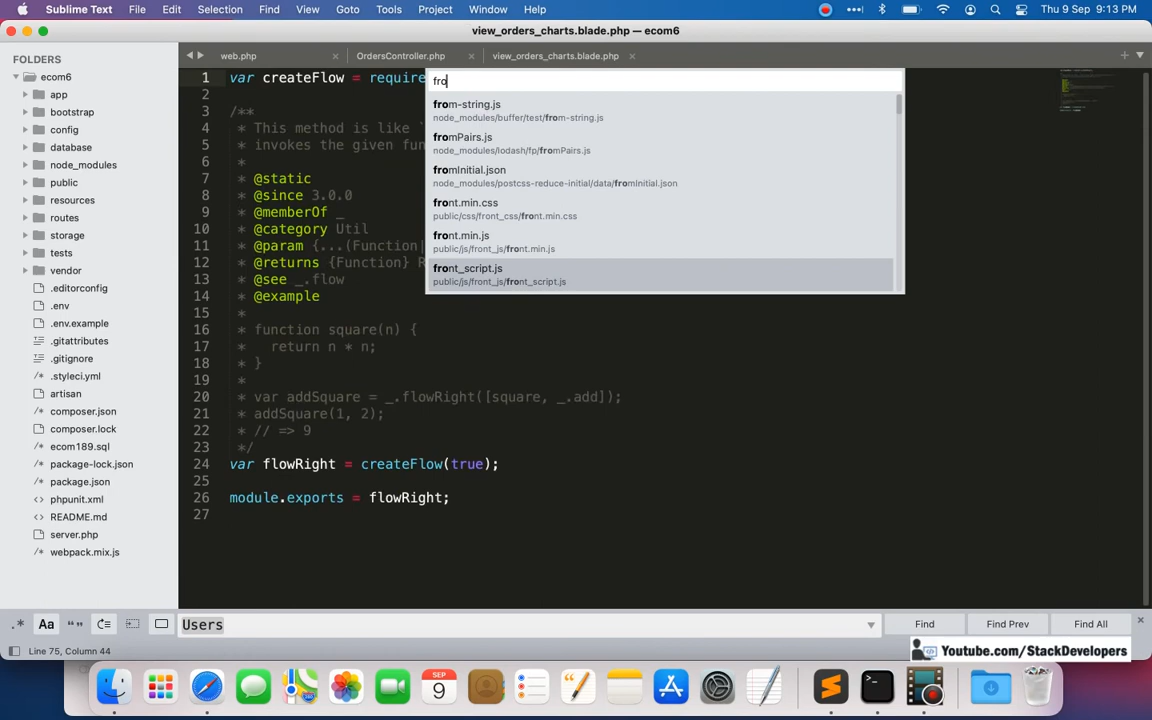 Sublime Text File Edit Selection Find View Goto Tools Project Window Help Thu 9 Sep 9:13 PM
view_orders_charts.blade.php — ecom6
FOLDERS
ecom6
app
bootstrap
config
database
node_modules
public
resources
routes
storage
tests
vendor
.editorconfig
.env
.env.example
.gitattributes
.gitignore
.styleci.yml
artisan
composer.json
composer.lock
ecom189.sql
package-lock.json
package.json
phpunit.xml
README.md
server.php
webpack.mix.js
web.php × OrdersController.php × view_orders_charts.blade.php ×
1 var createFlow = require
2
3 /**
4 * This method is like `
5 * invokes the given fun
6 *
7 * @static
8 * @since 3.0.0
9 * @memberOf _
10 * @category Util
11 * @param {...(Function|
12 * @returns {Function} R
13 * @see _.flow
14 * @example
15 *
16 * function square(n) {
17 *   return n * n;
18 * }
19 *
20 * var addSquare = _.flowRight([square, _.add]);
21 * addSquare(1, 2);
22 * // => 9
23 */
24 var flowRight = createFlow(true);
25
26 module.exports = flowRight;
27
fro
from-string.js
node_modules/buffer/test/from-string.js
fromPairs.js
node_modules/lodash/fp/fromPairs.js
fromInitial.json
node_modules/postcss-reduce-initial/data/fromInitial.json
front.min.css
public/css/front_css/front.min.css
front.min.js
public/js/front_js/front.min.js
front_script.js
public/js/front_js/front_script.js
.* Aa “” Users Find Find Prev Find All ×
Line 75, Column 44
Youtube.com/StackDevelopers
SEP
9